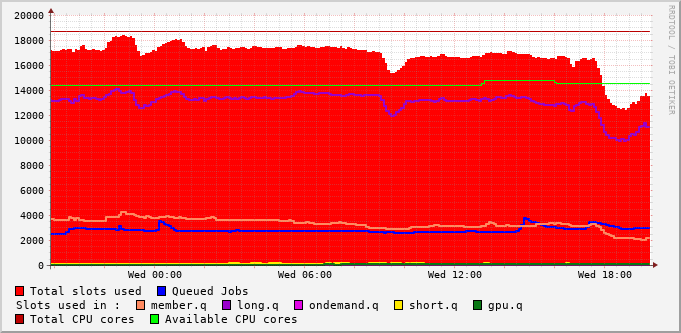 20000
18000
16000
14000
12000
10000
8000
6000
4000
2000
0
RRDTOOL / TOBI OETIKER
Wed 00:00 Wed 06:00 Wed 12:00 Wed 18:00
Total slots used Queued Jobs
Slots used in : member.q long.q ondemand.q short.q gpu.q
Total CPU cores Available CPU cores